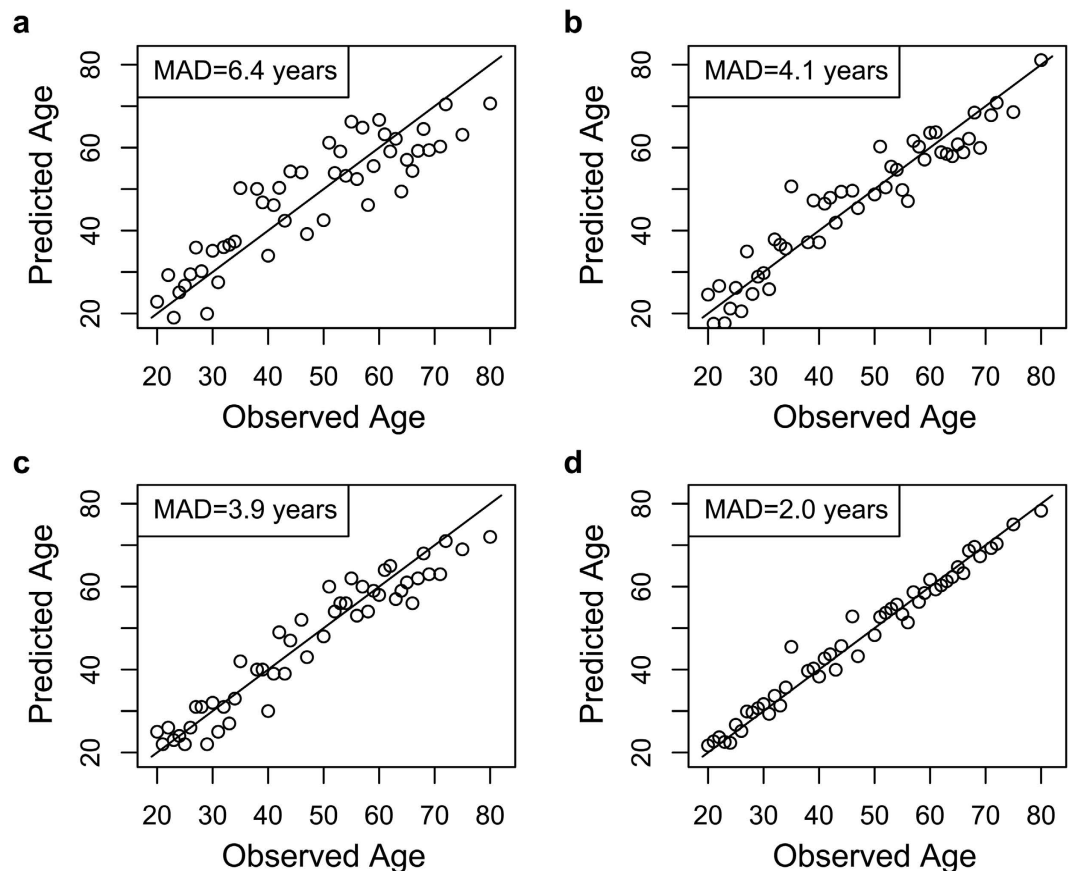 a
MAD=6.4 years
Predicted Age
80
60
40
20
20 30 40 50 60 70 80
Observed Age
b
MAD=4.1 years
Predicted Age
80
60
40
20
20 30 40 50 60 70 80
Observed Age
c
MAD=3.9 years
Predicted Age
80
60
40
20
20 30 40 50 60 70 80
Observed Age
d
MAD=2.0 years
Predicted Age
80
60
40
20
20 30 40 50 60 70 80
Observed Age